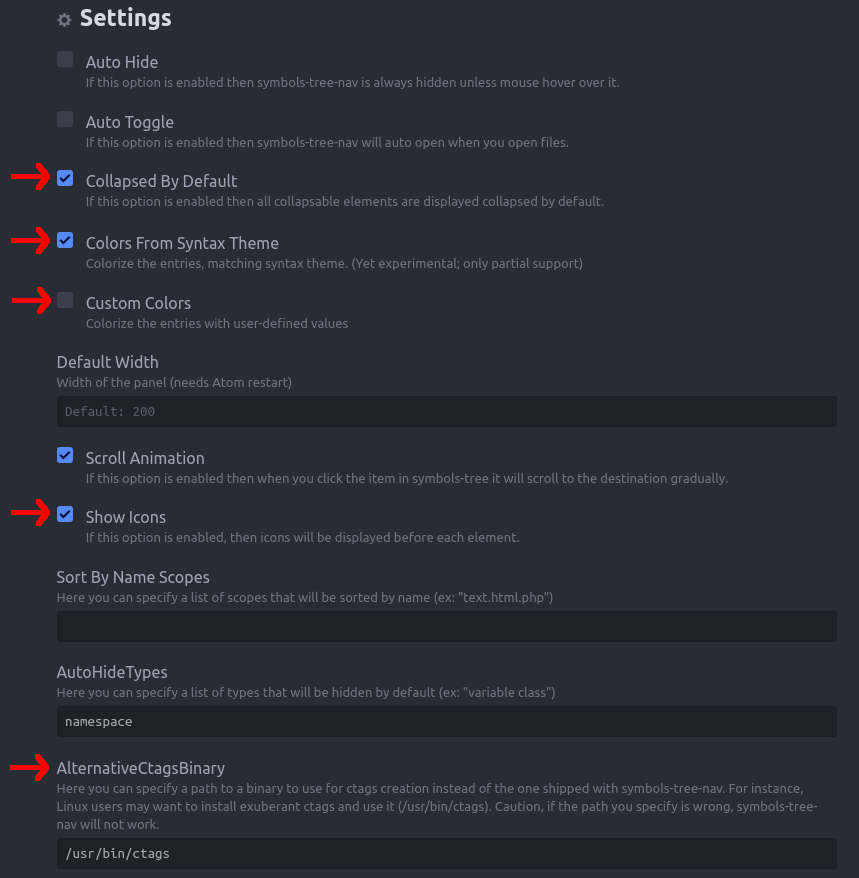 Settings
Auto Hide
If this option is enabled then symbols-tree-nav is always hidden unless mouse hover over it.
Auto Toggle
If this option is enabled then symbols-tree-nav will auto open when you open files.
Collapsed By Default
If this option is enabled then all collapsable elements are displayed collapsed by default.
Colors From Syntax Theme
Colorize the entries, matching syntax theme. (Yet experimental; only partial support)
Custom Colors
Colorize the entries with user-defined values
Default Width
Width of the panel (needs Atom restart)
Default: 200
Scroll Animation
If this option is enabled then when you click the item in symbols-tree it will scroll to the destination gradually.
Show Icons
If this option is enabled, then icons will be displayed before each element.
Sort By Name Scopes
Here you can specify a list of scopes that will be sorted by name (ex: "text.html.php")
AutoHideTypes
Here you can specify a list of types that will be hidden by default (ex: "variable class")
namespace
AlternativeCtagsBinary
Here you can specify a path to a binary to use for ctags creation instead of the one shipped with symbols-tree-nav. For instance,
Linux users may want to install exuberant ctags and use it (/usr/bin/ctags). Caution, if the path you specify is wrong, symbols-tree-
nav will not work.
/usr/bin/ctags